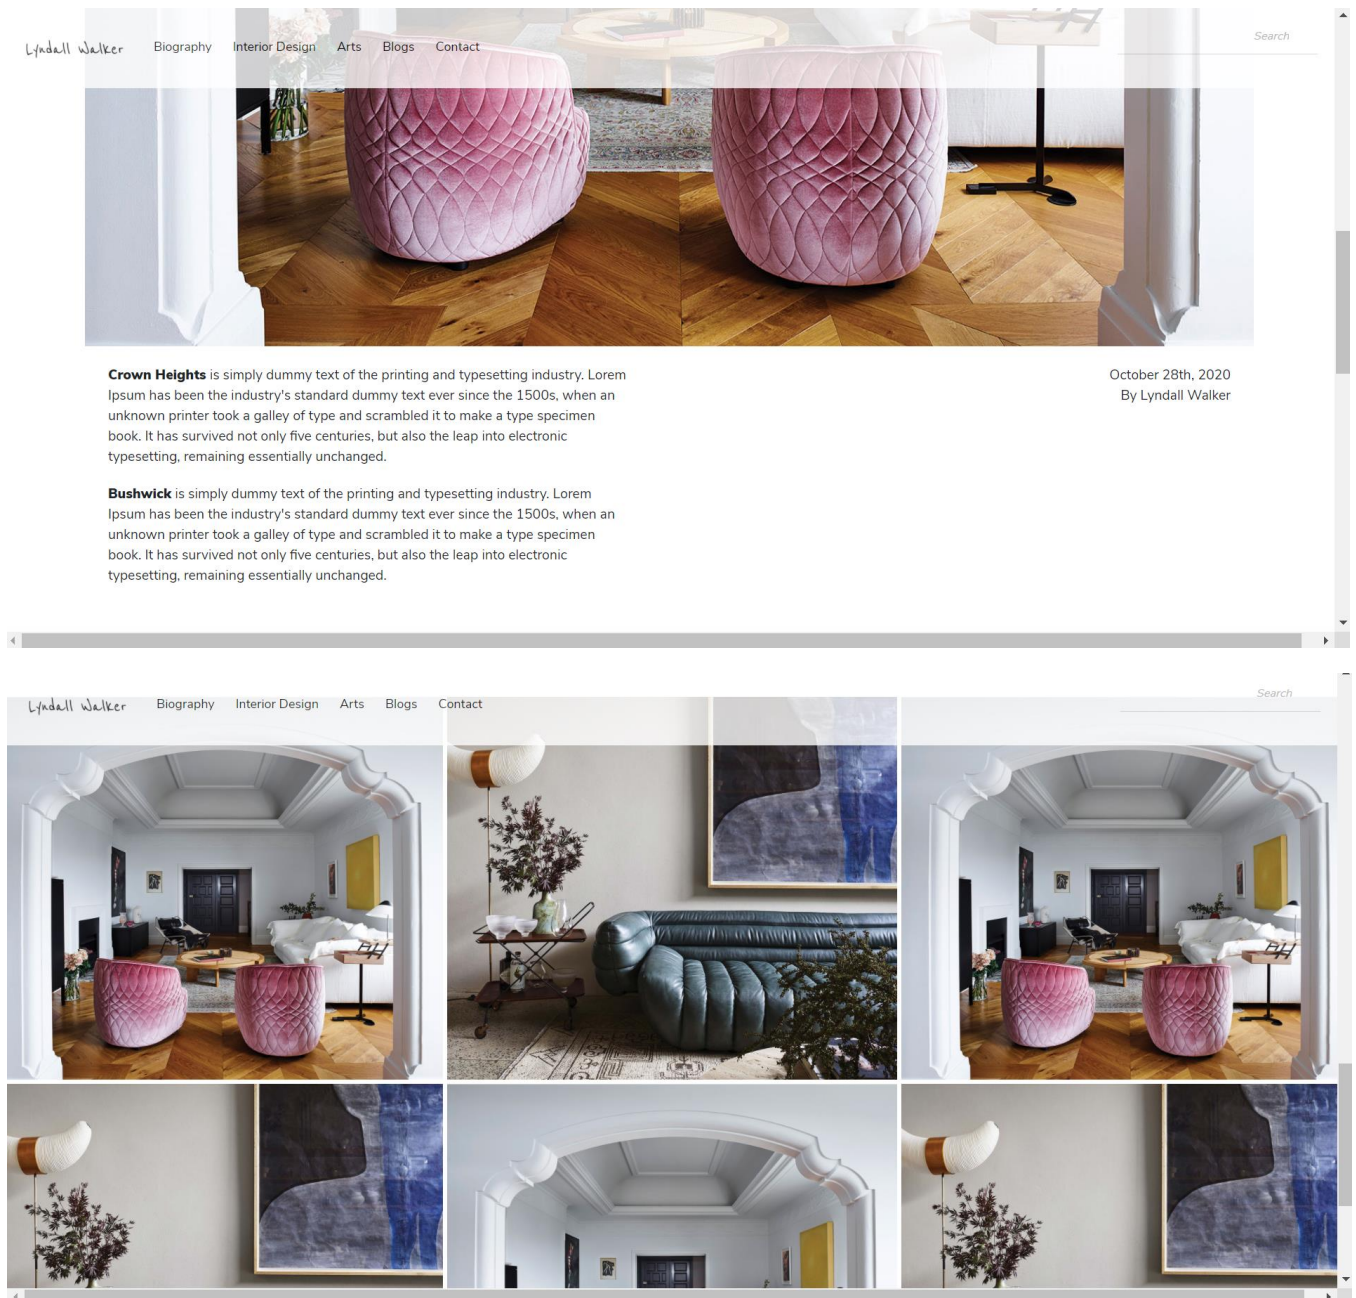 Lyndall Walker Biography Interior Design Arts Blogs Contact Search
Crown Heights is simply dummy text of the printing and typesetting industry. Lorem
Ipsum has been the industry's standard dummy text ever since the 1500s, when an
unknown printer took a galley of type and scrambled it to make a type specimen
book. It has survived not only five centuries, but also the leap into electronic
typesetting, remaining essentially unchanged.
October 28th, 2020
By Lyndall Walker
Bushwick is simply dummy text of the printing and typesetting industry. Lorem
Ipsum has been the industry's standard dummy text ever since the 1500s, when an
unknown printer took a galley of type and scrambled it to make a type specimen
book. It has survived not only five centuries, but also the leap into electronic
typesetting, remaining essentially unchanged.
Lyndall Walker Biography Interior Design Arts Blogs Contact Search